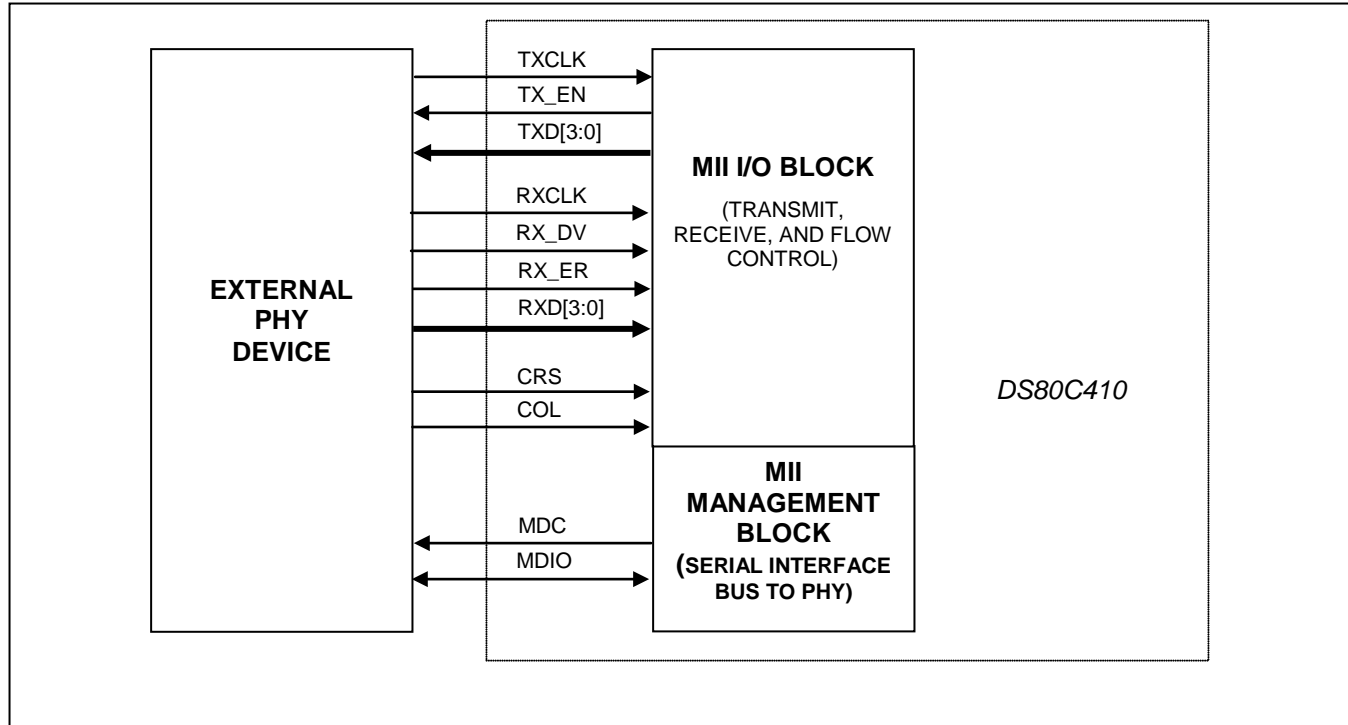 TXCLK
TX_EN
TXD[3:0]
RXCLK
RX_DV
RX_ER
RXD[3:0]
CRS
COL
MDC
MDIO
EXTERNAL
PHY
DEVICE
MII I/O BLOCK
(TRANSMIT,
RECEIVE, AND FLOW
CONTROL)
MII
MANAGEMENT
BLOCK
(SERIAL INTERFACE
BUS TO PHY)
DS80C410